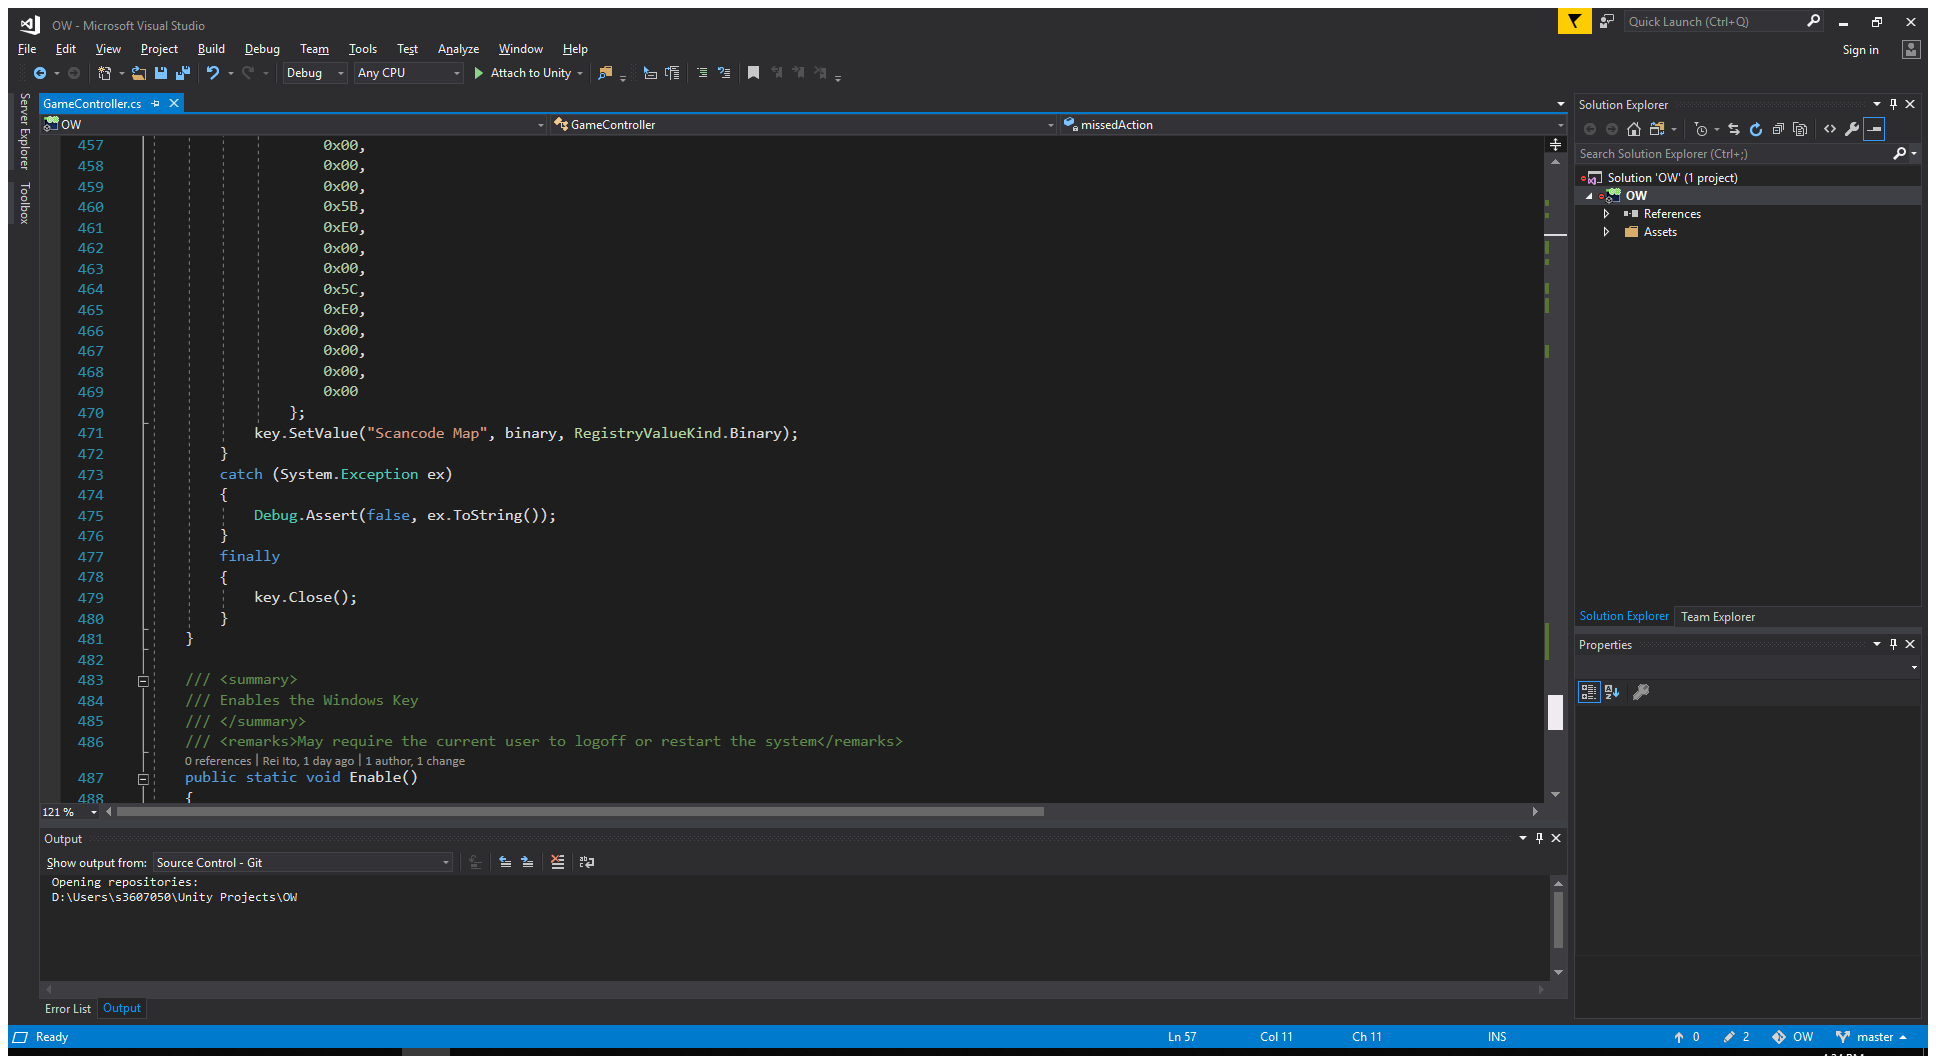 OW - Microsoft Visual Studio
Quick Launch (Ctrl+Q)
File Edit View Project Build Debug Team Tools Test Analyze Window Help
Sign in
Debug Any CPU Attach to Unity
Server Explorer
Toolbox
GameController.cs
OW GameController missedAction
457 0x00,
458 0x00,
459 0x00,
460 0x5B,
461 0xE0,
462 0x00,
463 0x00,
464 0x5C,
465 0xE0,
466 0x00,
467 0x00,
468 0x00,
469 0x00
470 };
471 key.SetValue("Scancode Map", binary, RegistryValueKind.Binary);
472 }
473 catch (System.Exception ex)
474 {
475 Debug.Assert(false, ex.ToString());
476 }
477 finally
478 {
479 key.Close();
480 }
481 }
482
483 /// <summary>
484 /// Enables the Windows Key
485 /// </summary>
486 /// <remarks>May require the current user to logoff or restart the system</remarks>
0 references | Rei Ito, 1 day ago | 1 author, 1 change
487 public static void Enable()
488 {
121 %
Output
Show output from: Source Control - Git
Opening repositories:
D:\Users\s3607050\Unity Projects\OW
Error List Output
Solution Explorer
Search Solution Explorer (Ctrl+;)
Solution 'OW' (1 project)
OW
References
Assets
Solution Explorer Team Explorer
Properties
Ready Ln 57 Col 11 Ch 11 INS 0 2 OW master